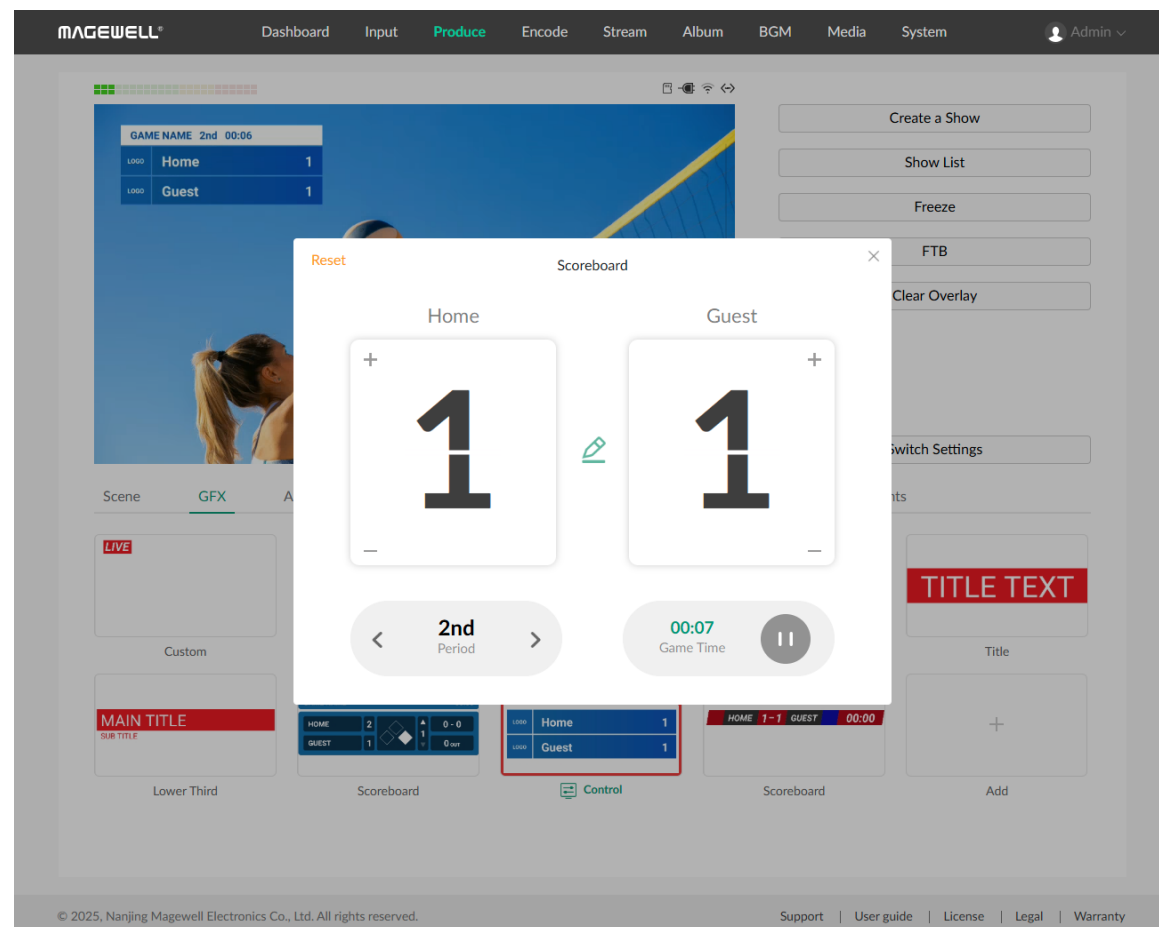 MAGEWELL®
Dashboard Input Produce Encode Stream Album BGM Media System Admin
GAME NAME 2nd 00:06
LOGO Home 1
LOGO Guest 1
Create a Show
Show List
Freeze
FTB
Clear Overlay
Switch Settings
Reset
Scoreboard
Home
Guest
+
+
1
1
−
−
2nd
Period
00:07
Game Time
Scene GFX A
nts
LIVE
Custom
TITLE TEXT
Title
MAIN TITLE
SUB TITLE
Lower Third
HOME 2 0 - 0
1
GUEST 1 0 OUT
Scoreboard
LOGO Home 1
LOGO Guest 1
Control
HOME 1-1 GUEST 00:00
Scoreboard
+
Add
© 2025, Nanjing Magewell Electronics Co., Ltd. All rights reserved.
Support | User guide | License | Legal | Warranty